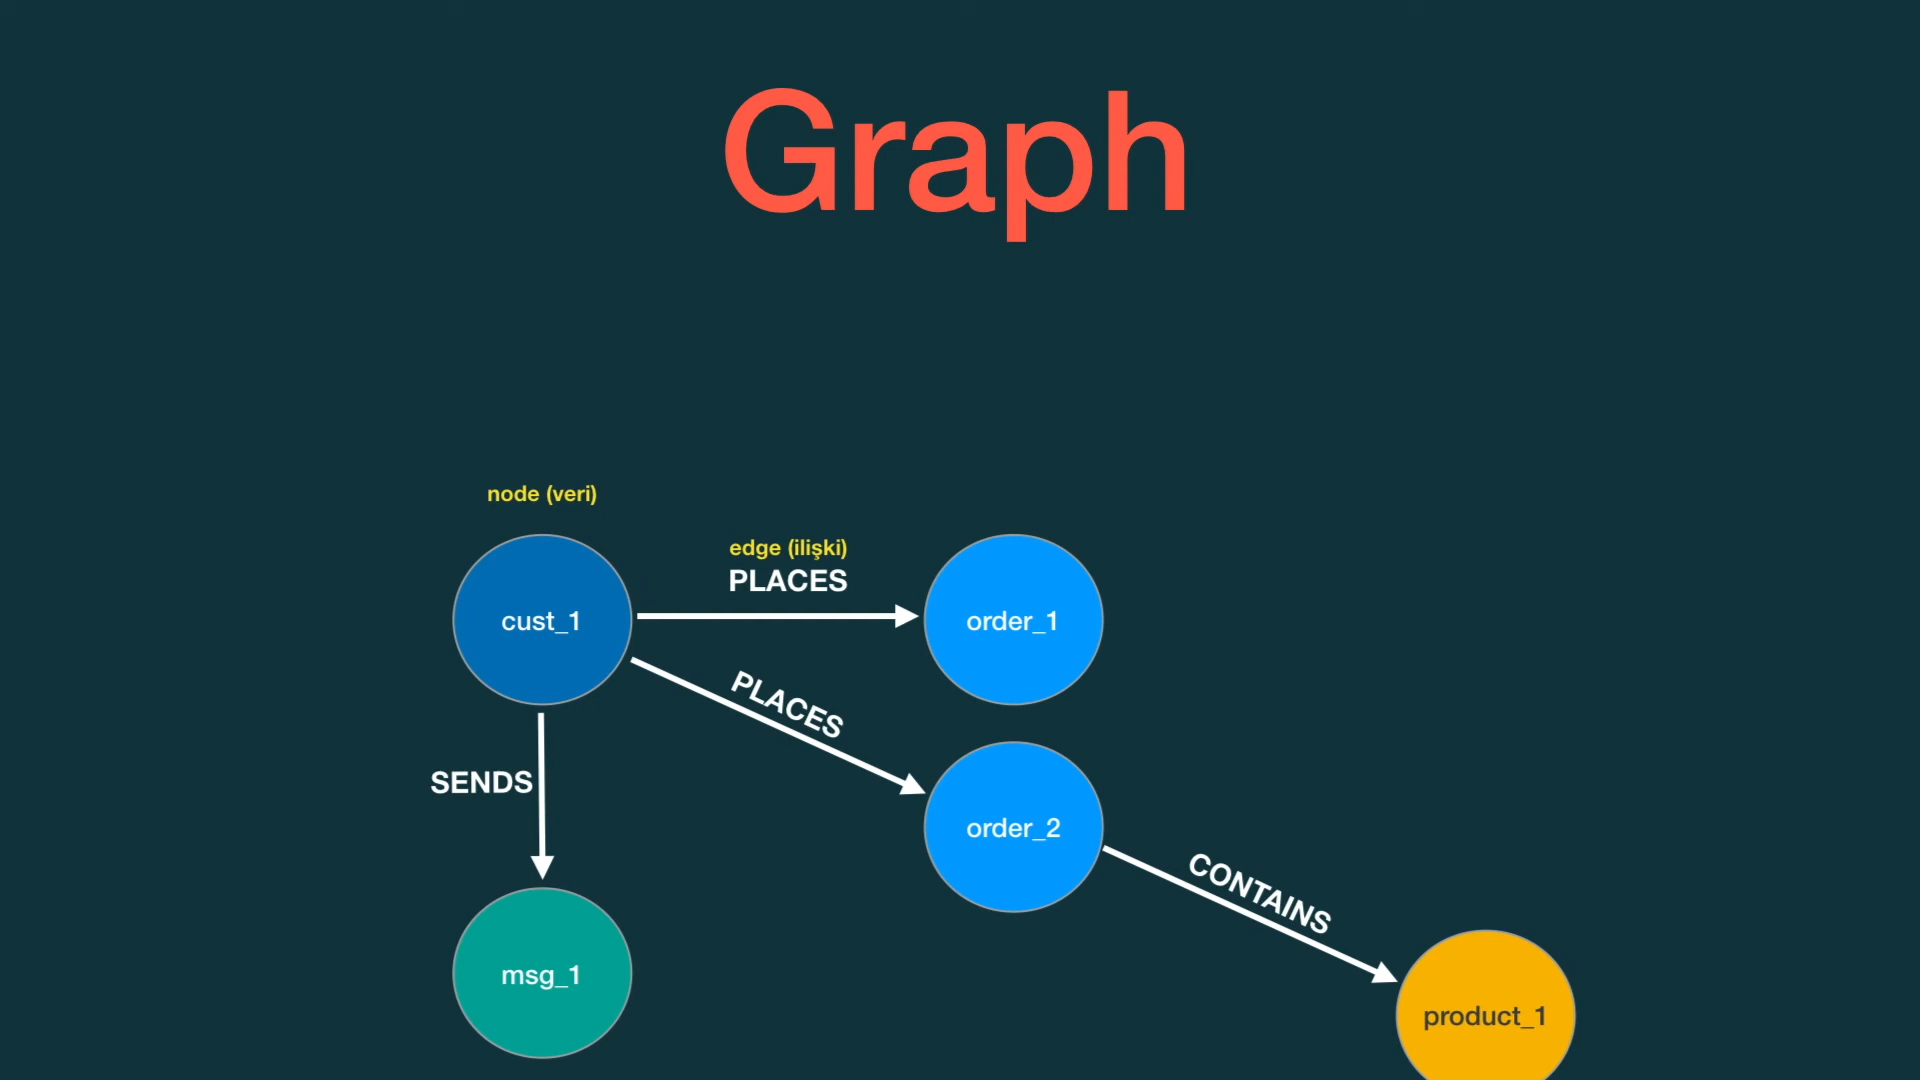 Graph
node (veri)
edge (ilişki)
PLACES
cust_1
order_1
PLACES
SENDS
order_2
CONTAINS
msg_1
product_1